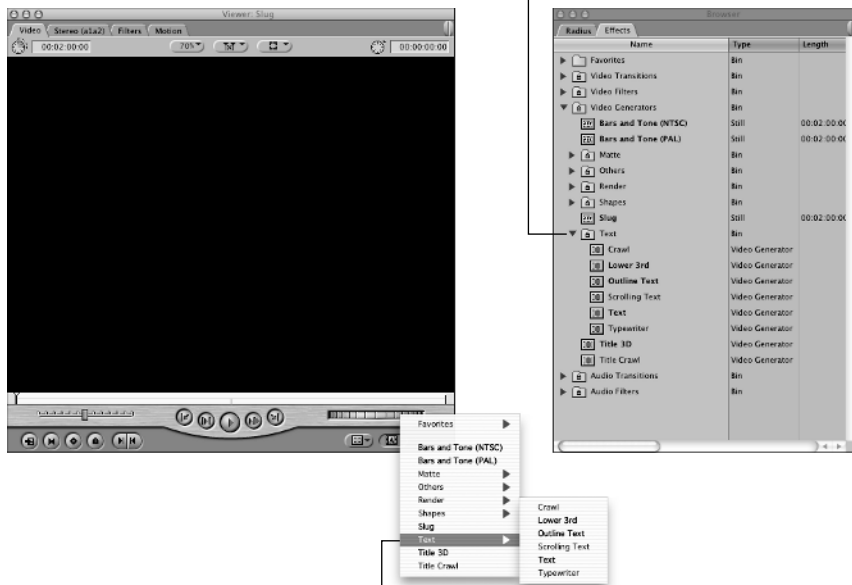 Viewer: Slug
Video Stereo (a1a2) Filters Motion
00:02:00:00 70% 00:00:00:00
Browser
Radius Effects
Name Type Length
Favorites Bin
Video Transitions Bin
Video Filters Bin
Video Generators Bin
Bars and Tone (NTSC) Still 00:02:00:00
Bars and Tone (PAL) Still 00:02:00:00
Matte Bin
Others Bin
Render Bin
Shapes Bin
Slug Still 00:02:00:00
Text Bin
Crawl Video Generator
Lower 3rd Video Generator
Outline Text Video Generator
Scrolling Text Video Generator
Text Video Generator
Typewriter Video Generator
Title 3D Video Generator
Title Crawl Video Generator
Audio Transitions Bin
Audio Filters Bin
Favorites
Bars and Tone (NTSC)
Bars and Tone (PAL)
Matte
Others
Render
Shapes
Slug
Text
Title 3D
Title Crawl
Crawl
Lower 3rd
Outline Text
Scrolling Text
Text
Typewriter